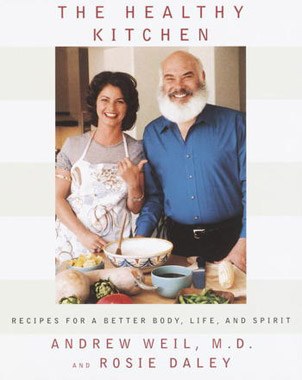 THE HEALTHY
KITCHEN
RECIPES FOR A BETTER BODY, LIFE, AND SPIRIT
ANDREW WEIL, M.D.
AND ROSIE DALEY